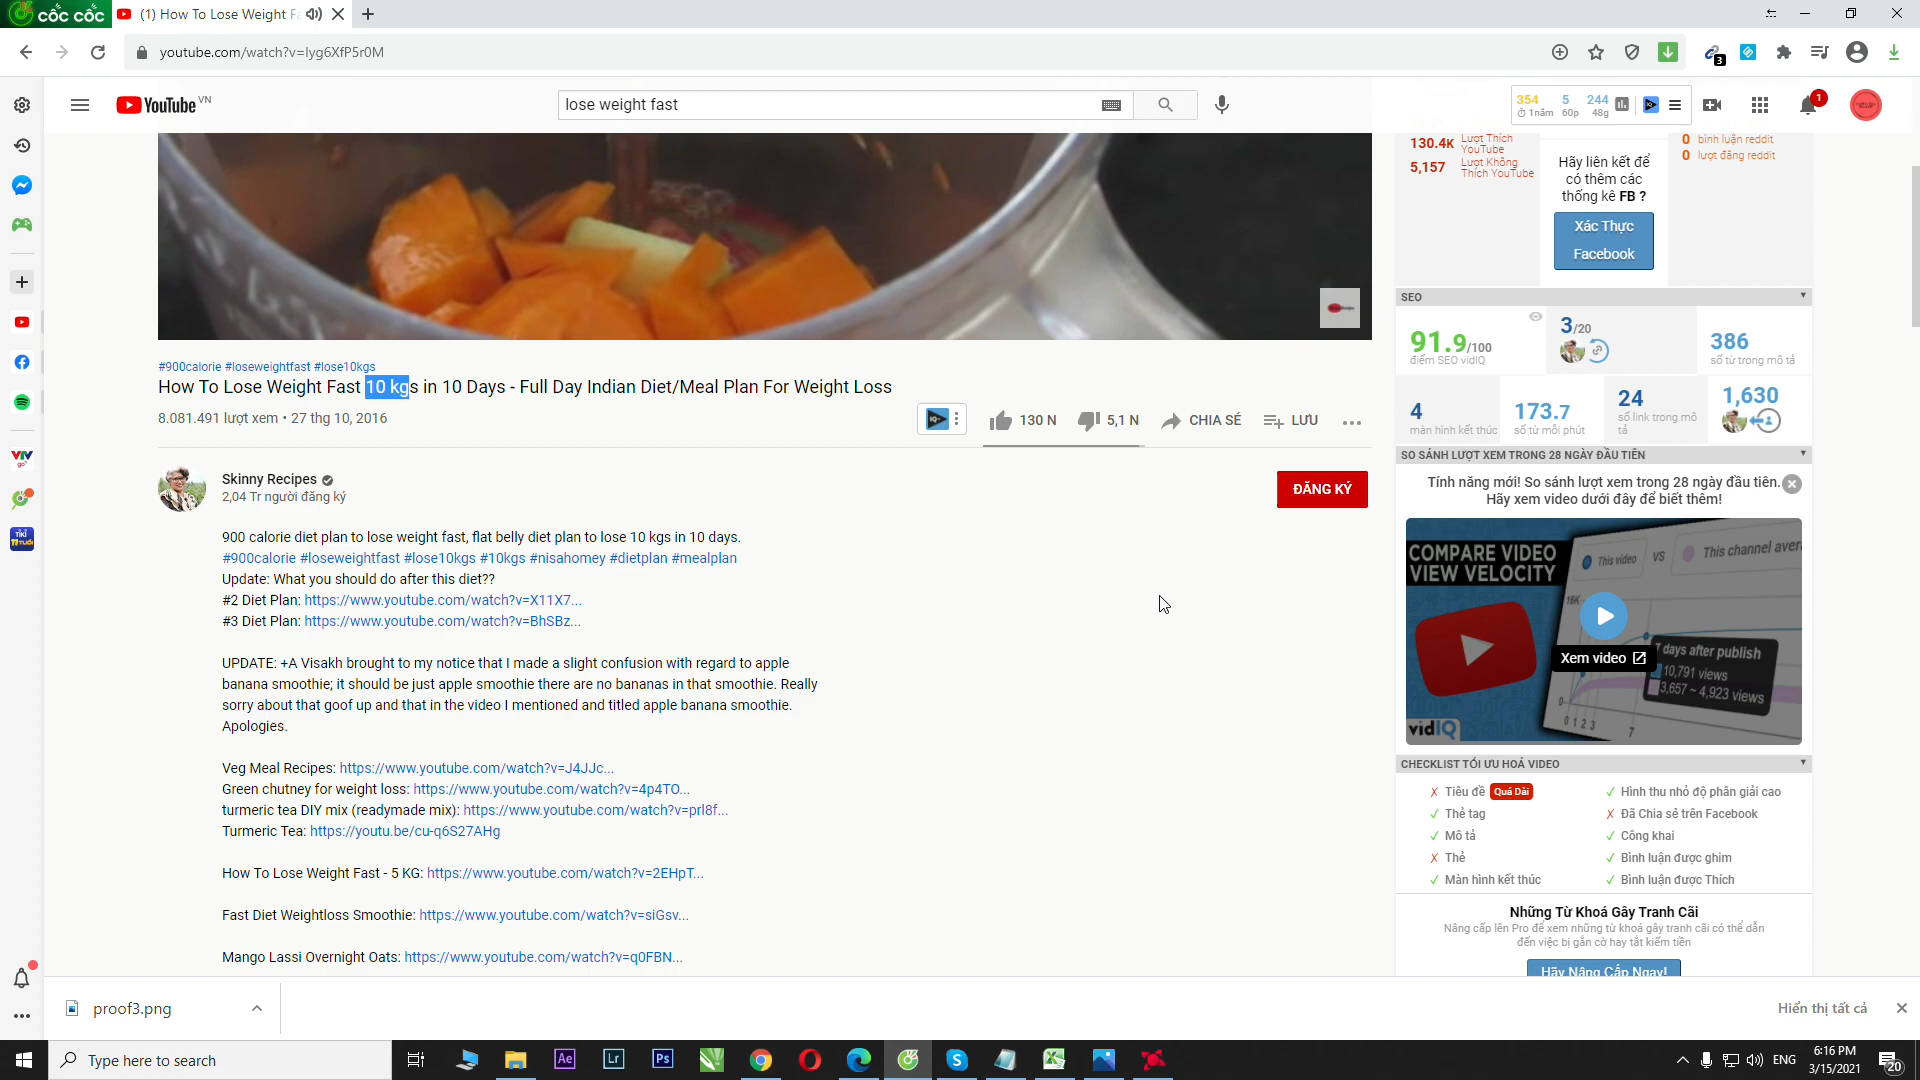 cốc cốc
(1) How To Lose Weight Fa
youtube.com/watch?v=Iyg6XfP5r0M
3
YouTube VN
lose weight fast
354 5 244
1năm 60p 48g
1
130.4K Lượt Thích YouTube
5,157 Lượt Không Thích YouTube
Hãy liên kết để
có thêm các
thống kê FB ?
Xác Thực
Facebook
0 bình luận reddit
0 lượt đăng reddit
SEO
91.9/100
điểm SEO vidIQ
3/20
386
số từ trong mô tả
4
màn hình kết thúc
173.7
số từ mỗi phút
24
số link trong mô
tả
1,630
#900calorie #loseweightfast #lose10kgs
How To Lose Weight Fast 10 kgs in 10 Days - Full Day Indian Diet/Meal Plan For Weight Loss
8.081.491 lượt xem • 27 thg 10, 2016
130 N 5,1 N CHIA SẺ LƯU
Skinny Recipes
2,04 Tr người đăng ký
ĐĂNG KÝ
900 calorie diet plan to lose weight fast, flat belly diet plan to lose 10 kgs in 10 days.
#900calorie #loseweightfast #lose10kgs #10kgs #nisahomey #dietplan #mealplan
Update: What you should do after this diet??
#2 Diet Plan: https://www.youtube.com/watch?v=X11X7...
#3 Diet Plan: https://www.youtube.com/watch?v=BhSBz...
UPDATE: +A Visakh brought to my notice that I made a slight confusion with regard to apple
banana smoothie; it should be just apple smoothie there are no bananas in that smoothie. Really
sorry about that goof up and that in the video I mentioned and titled apple banana smoothie.
Apologies.
Veg Meal Recipes: https://www.youtube.com/watch?v=J4JJc...
Green chutney for weight loss: https://www.youtube.com/watch?v=4p4TO...
turmeric tea DIY mix (readymade mix): https://www.youtube.com/watch?v=prl8f...
Turmeric Tea: https://youtu.be/cu-q6S27AHg
How To Lose Weight Fast - 5 KG: https://www.youtube.com/watch?v=2EHpT...
Fast Diet Weightloss Smoothie: https://www.youtube.com/watch?v=siGsv...
Mango Lassi Overnight Oats: https://www.youtube.com/watch?v=q0FBN...
SO SÁNH LƯỢT XEM TRONG 28 NGÀY ĐẦU TIÊN
Tính năng mới! So sánh lượt xem trong 28 ngày đầu tiên.
Hãy xem video dưới đây để biết thêm!
COMPARE VIDEO
VIEW VELOCITY
This video VS This channel avera
16K
Xem video
7 days after publish
10,791 views
3,657 ~ 4,923 views
0
0 1 2 3 7
vidIQ
CHECKLIST TỐI ƯU HOÁ VIDEO
✗ Tiêu đề Quá Dài
✓ Thẻ tag
✓ Mô tả
✗ Thẻ
✓ Màn hình kết thúc
✓ Hình thu nhỏ độ phân giải cao
✗ Đã Chia sẻ trên Facebook
✓ Công khai
✓ Bình luận được ghim
✓ Bình luận được Thích
Những Từ Khoá Gây Tranh Cãi
Nâng cấp lên Pro để xem những từ khoá gây tranh cãi có thể dẫn
đến việc bị gắn cờ hay tắt kiếm tiền
Hãy Nâng Cấp Ngay!
VTV
go
TIKI
proof3.png
Hiển thị tất cả
Type here to search
Ae Lr Ps
ENG
6:16 PM
3/15/2021
20